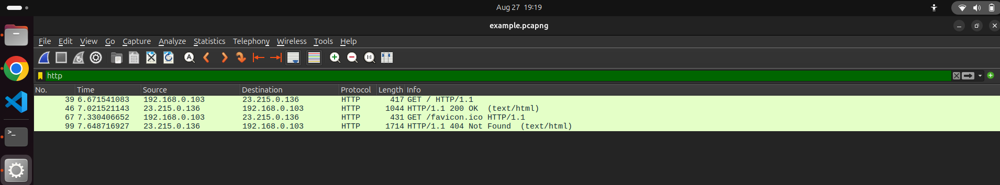 Aug 27 19:19
example.pcapng
File Edit View Go Capture Analyze Statistics Telephony Wireless Tools Help
http
No. Time Source Destination Protocol Length Info
39 6.671541083 192.168.0.103 23.215.0.136 HTTP 417 GET / HTTP/1.1
46 7.021521143 23.215.0.136 192.168.0.103 HTTP 1044 HTTP/1.1 200 OK (text/html)
67 7.330406652 192.168.0.103 23.215.0.136 HTTP 431 GET /favicon.ico HTTP/1.1
99 7.648716927 23.215.0.136 192.168.0.103 HTTP 1714 HTTP/1.1 404 Not Found (text/html)